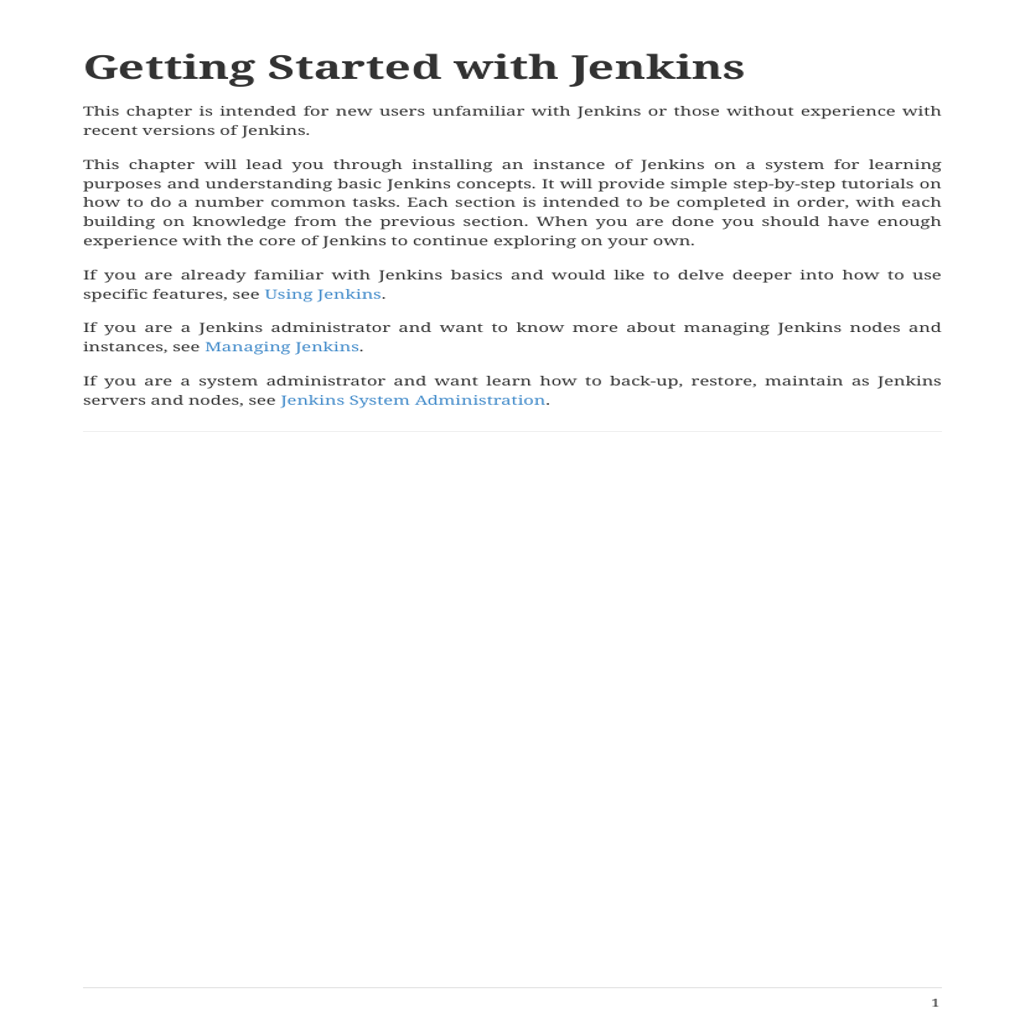 Getting Started with Jenkins
This chapter is intended for new users unfamiliar with Jenkins or those without experience with
recent versions of Jenkins.
This chapter will lead you through installing an instance of Jenkins on a system for learning
purposes and understanding basic Jenkins concepts. It will provide simple step-by-step tutorials on
how to do a number common tasks. Each section is intended to be completed in order, with each
building on knowledge from the previous section. When you are done you should have enough
experience with the core of Jenkins to continue exploring on your own.
If you are already familiar with Jenkins basics and would like to delve deeper into how to use
specific features, see Using Jenkins.
If you are a Jenkins administrator and want to know more about managing Jenkins nodes and
instances, see Managing Jenkins.
If you are a system administrator and want learn how to back-up, restore, maintain as Jenkins
servers and nodes, see Jenkins System Administration.
1